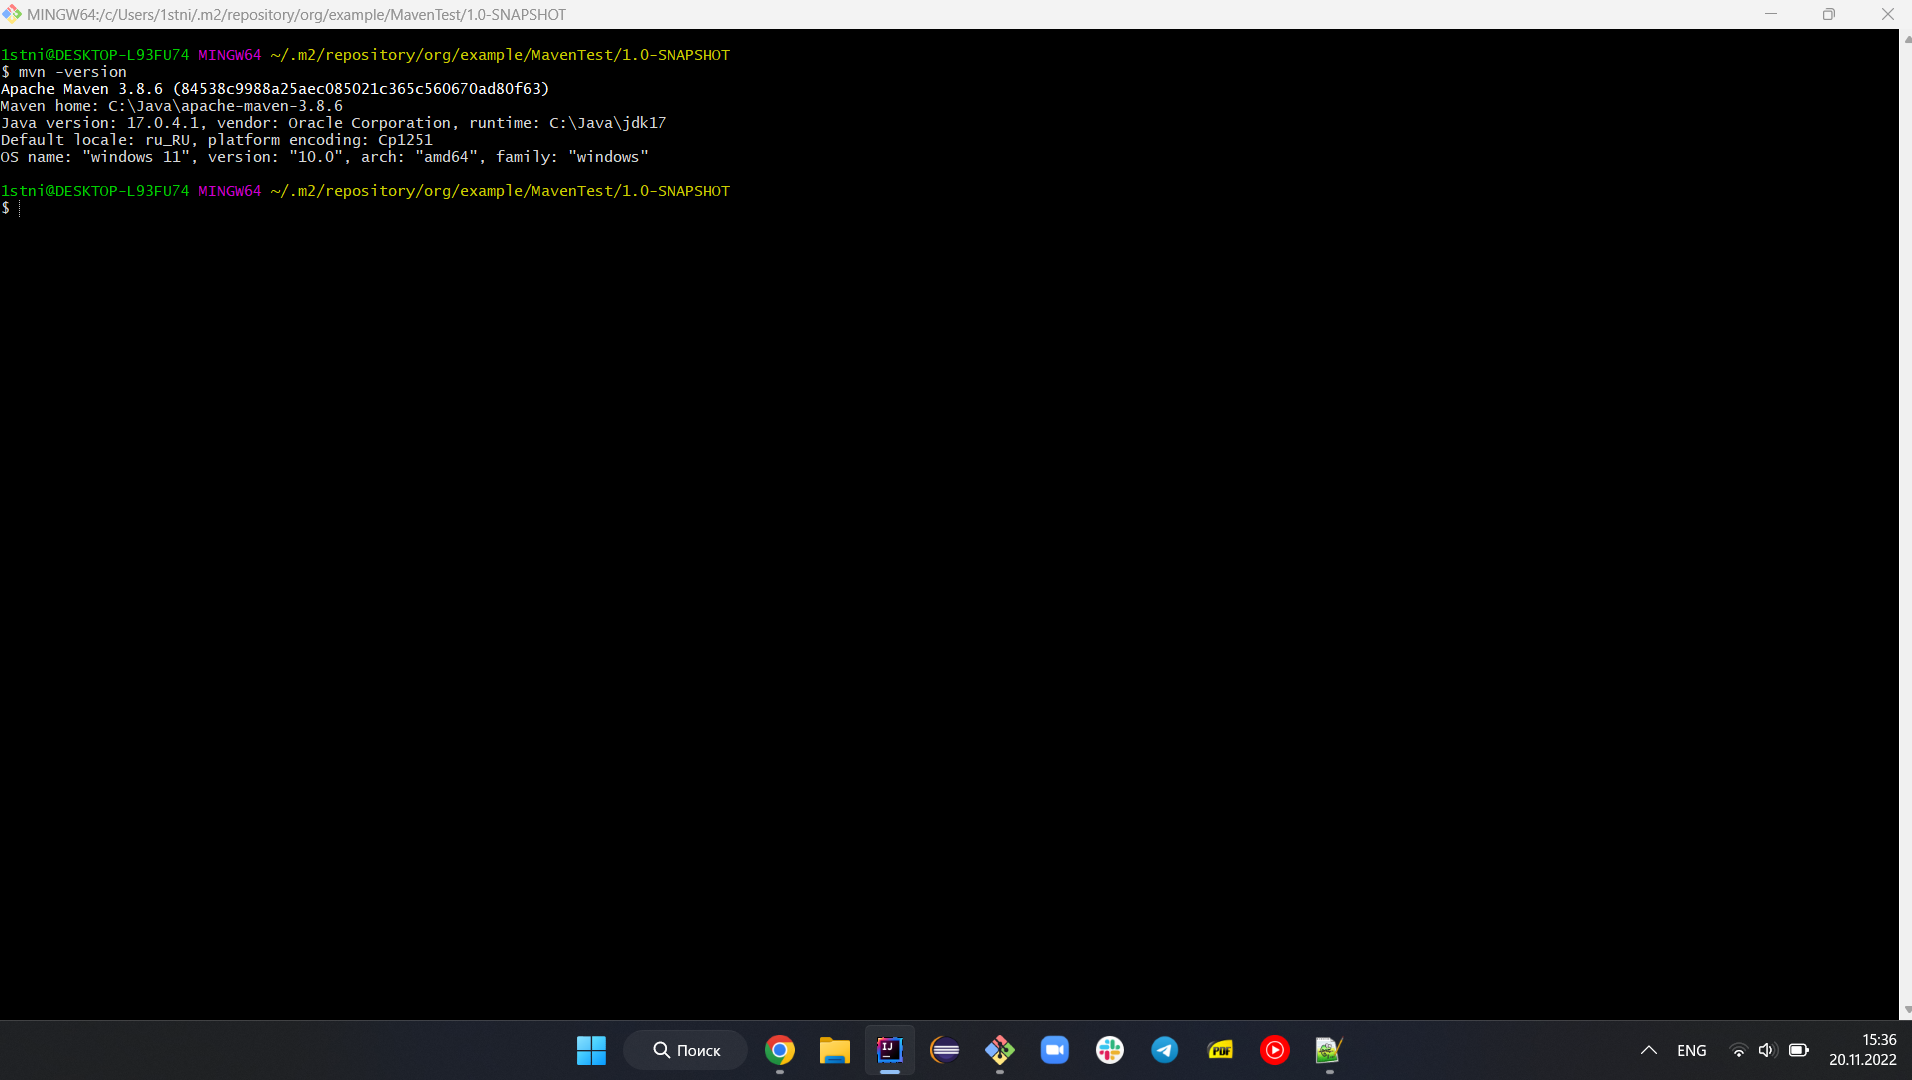 MINGW64:/c/Users/1stni/.m2/repository/org/example/MavenTest/1.0-SNAPSHOT
1stni@DESKTOP-L93FU74 MINGW64 ~/.m2/repository/org/example/MavenTest/1.0-SNAPSHOT
$ mvn -version
Apache Maven 3.8.6 (84538c9988a25aec085021c365c560670ad80f63)
Maven home: C:\Java\apache-maven-3.8.6
Java version: 17.0.4.1, vendor: Oracle Corporation, runtime: C:\Java\jdk17
Default locale: ru_RU, platform encoding: Cp1251
OS name: "windows 11", version: "10.0", arch: "amd64", family: "windows"
1stni@DESKTOP-L93FU74 MINGW64 ~/.m2/repository/org/example/MavenTest/1.0-SNAPSHOT
$
Поиск
IJ
PDF
ENG
15:36
20.11.2022